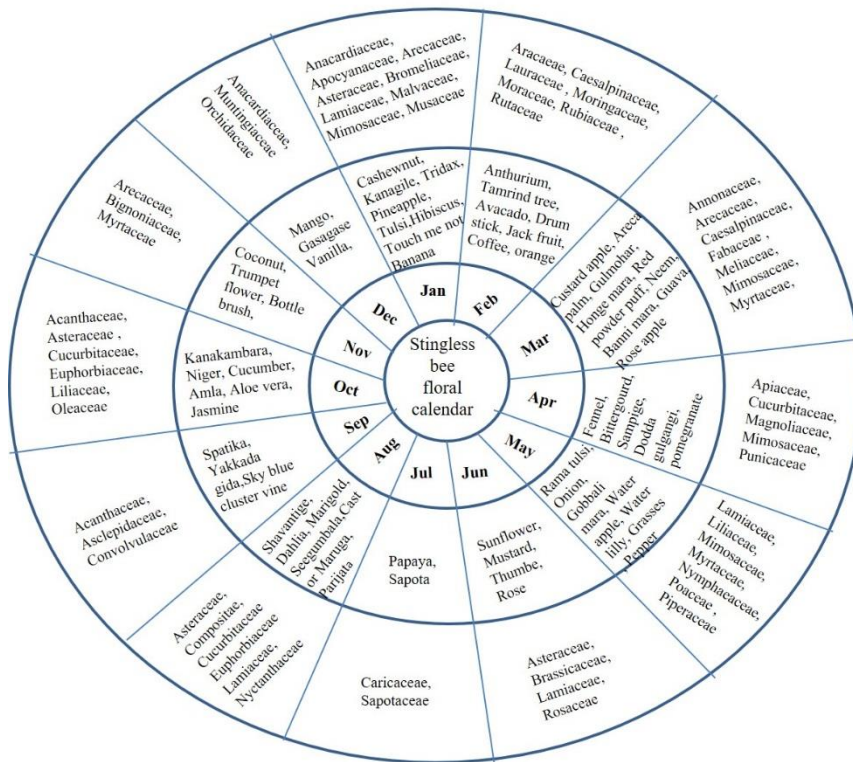 Stingless
bee
floral
calendar
Jan
Feb
Mar
Apr
May
Jun
Jul
Aug
Sep
Oct
Nov
Dec
Cashewnut,
Kanagile, Tridax,
Pineapple,
Tulsi,Hibiscus,
Touch me not
Banana
Anthurium,
Tamrind tree,
Avacado, Drum
stick, Jack fruit,
Coffee, orange
Custard apple, Areca
palm, Gulmohar,
Honge mara, Red
powder puff, Neem,
Banni mara, Guava,
Rose apple
Fennel,
Bittergourd,
Sampige,
Dodda
gulgangi,
pomegranate
Rama tulsi,
Onion,
Gobbali
mara, Water
apple, Water
lilly, Grasses
Pepper
Sunflower,
Mustard,
Thumbe,
Rose
Papaya,
Sapota
Shavantige,
Dahlia, Marigold,
Seegumbala,Cast
or Maruga,
Parijata
Spatika,
Yakkada
gida,Sky blue
cluster vine
Kanakambara,
Niger, Cucumber,
Amla, Aloe vera,
Jasmine
Coconut,
Trumpet
flower, Bottle
brush,
Mango,
Gasagase
Vanilla,
Anacardiaceae,
Apocyanaceae, Arecaceae,
Asteraceae, Bromeliaceae,
Lamiaceae, Malvaceae,
Mimosaceae, Musaceae
Aracaeae, Caesalpinaceae,
Lauraceae , Moringaceae,
Moraceae, Rubiaceae ,
Rutaceae
Annonaceae,
Arecaceae,
Caesalpinaceae,
Fabaceae ,
Meliaceae,
Mimosaceae,
Myrtaceae,
Apiaceae,
Cucurbitaceae,
Magnoliaceae,
Mimosaceae,
Punicaceae
Lamiaceae,
Liliaceae,
Mimosaceae,
Myrtaceae,
Nymphaceaceae,
Poaceae ,
Piperaceae
Asteraceae,
Brassicaceae,
Lamiaceae,
Rosaceae
Caricaceae,
Sapotaceae
Asteraceae,
Compositae,
Cucurbitaceae
Euphorbiaceae
Lamiaceae,
Nyctanthaceae
Acanthaceae,
Aselepidaceae,
Convolvulaceae
Acanthaceae,
Asteraceae ,
Cucurbitaceae,
Euphorbiaceae,
Liliaceae,
Oleaceae
Arecaceae,
Bignoniaceae,
Myrtaceae
Anacardiaceae,
Muntingiaceae
Orchidaceae